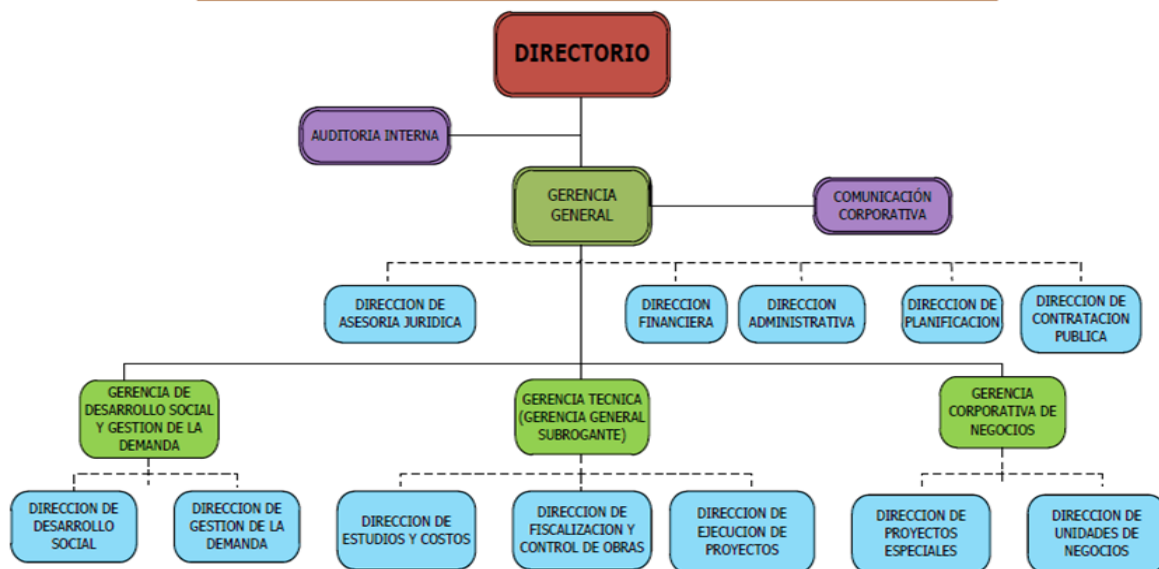 DIRECTORIO
AUDITORIA INTERNA
GERENCIA
GENERAL
COMUNICACIÓN
CORPORATIVA
DIRECCION DE
ASESORIA JURIDICA
DIRECCION
FINANCIERA
DIRECCION
ADMINISTRATIVA
DIRECCION DE
PLANIFICACION
DIRECCION DE
CONTRATACION
PUBLICA
GERENCIA DE
DESARROLLO SOCIAL
Y GESTION DE LA
DEMANDA
GERENCIA TECNICA
(GERENCIA GENERAL
SUBROGANTE)
GERENCIA
CORPORATIVA DE
NEGOCIOS
DIRECCION DE
DESARROLLO
SOCIAL
DIRECCION DE
GESTION DE LA
DEMANDA
DIRECCION DE
ESTUDIOS Y COSTOS
DIRECCION DE
FISCALIZACION Y
CONTROL DE OBRAS
DIRECCION DE
EJECUCION DE
PROYECTOS
DIRECCION DE
PROYECTOS
ESPECIALES
DIRECCION DE
UNIDADES DE
NEGOCIOS